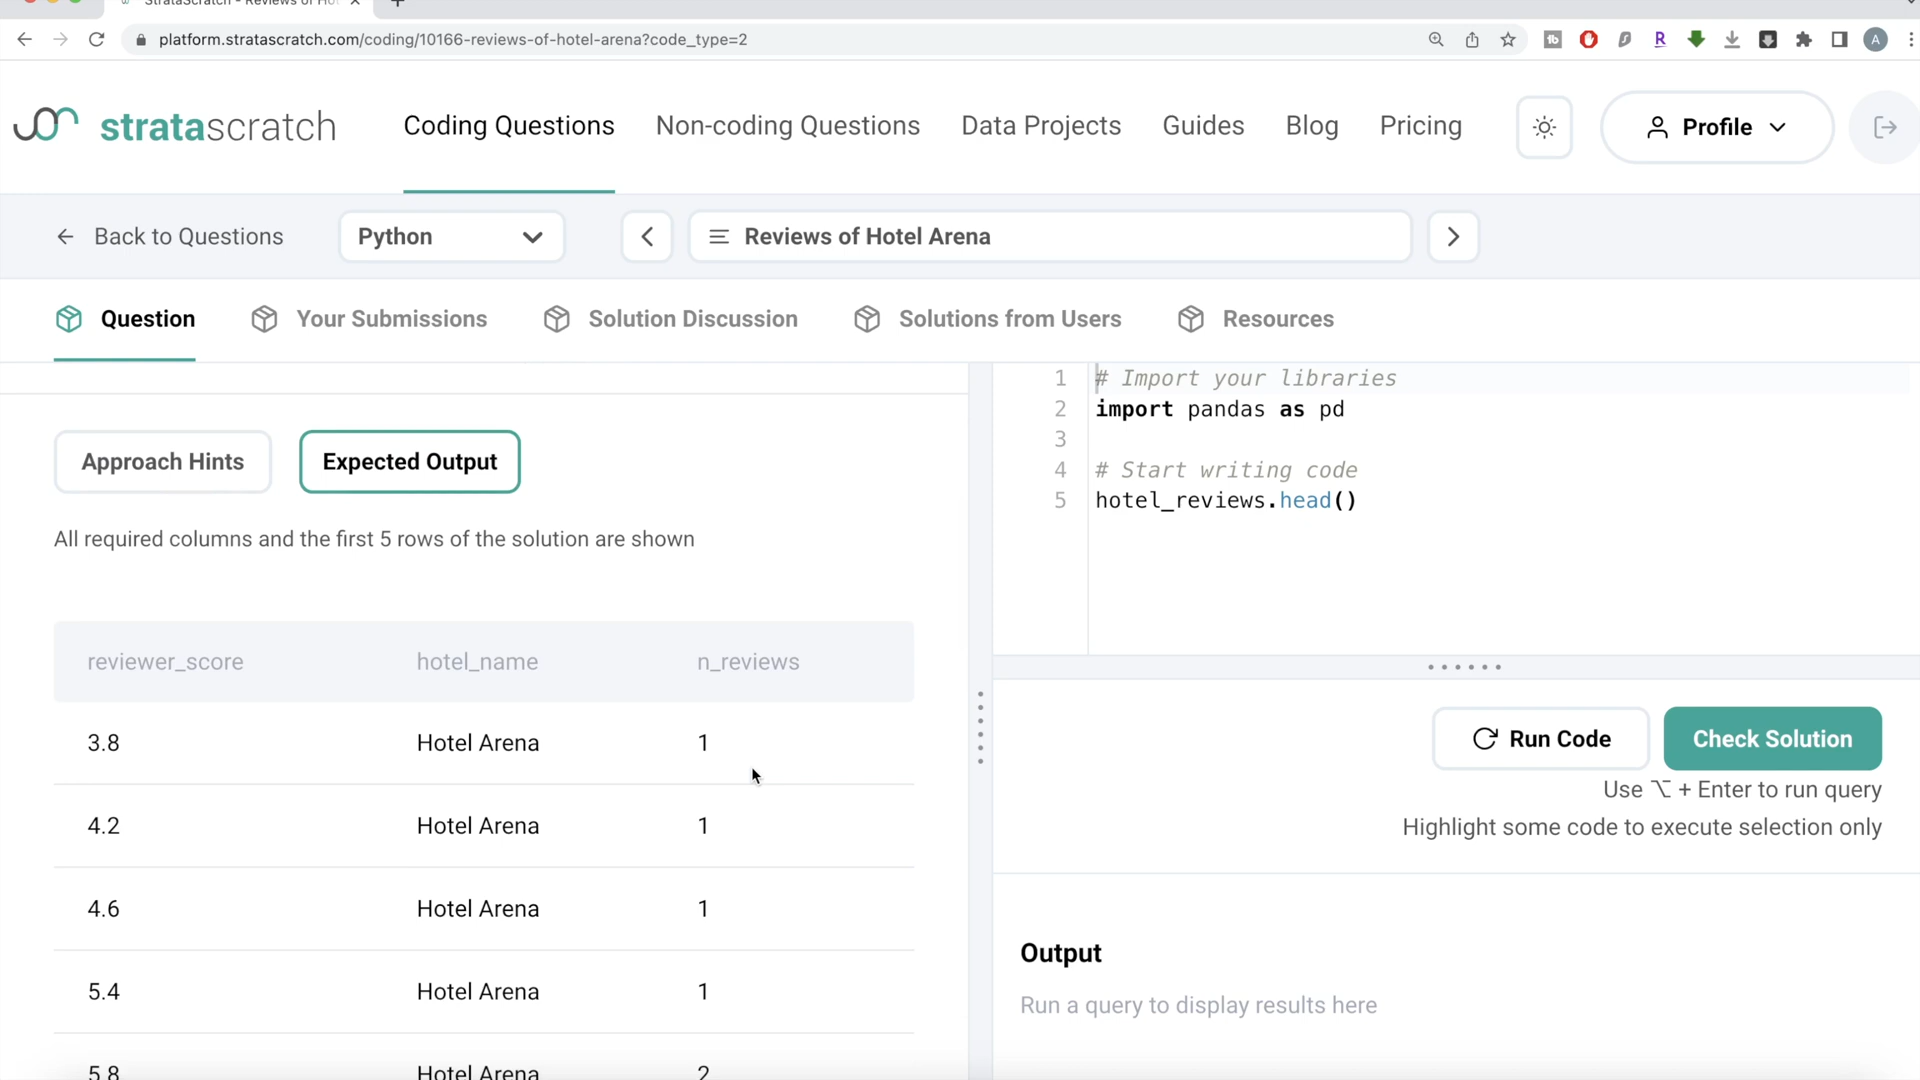 StrataScratch - Reviews of Hot
platform.stratascratch.com/coding/10166-reviews-of-hotel-arena?code_type=2
stratascratch
Coding Questions
Non-coding Questions
Data Projects
Guides
Blog
Pricing
Profile
Back to Questions
Python
Reviews of Hotel Arena
Question
Your Submissions
Solution Discussion
Solutions from Users
Resources
Approach Hints
Expected Output
All required columns and the first 5 rows of the solution are shown
reviewer_score hotel_name n_reviews
3.8 Hotel Arena 1
4.2 Hotel Arena 1
4.6 Hotel Arena 1
5.4 Hotel Arena 1
5.8 Hotel Arena 2
1 # Import your libraries
2 import pandas as pd
3
4 # Start writing code
5 hotel_reviews.head()
Run Code
Check Solution
Use ⌥ + Enter to run query
Highlight some code to execute selection only
Output
Run a query to display results here
A